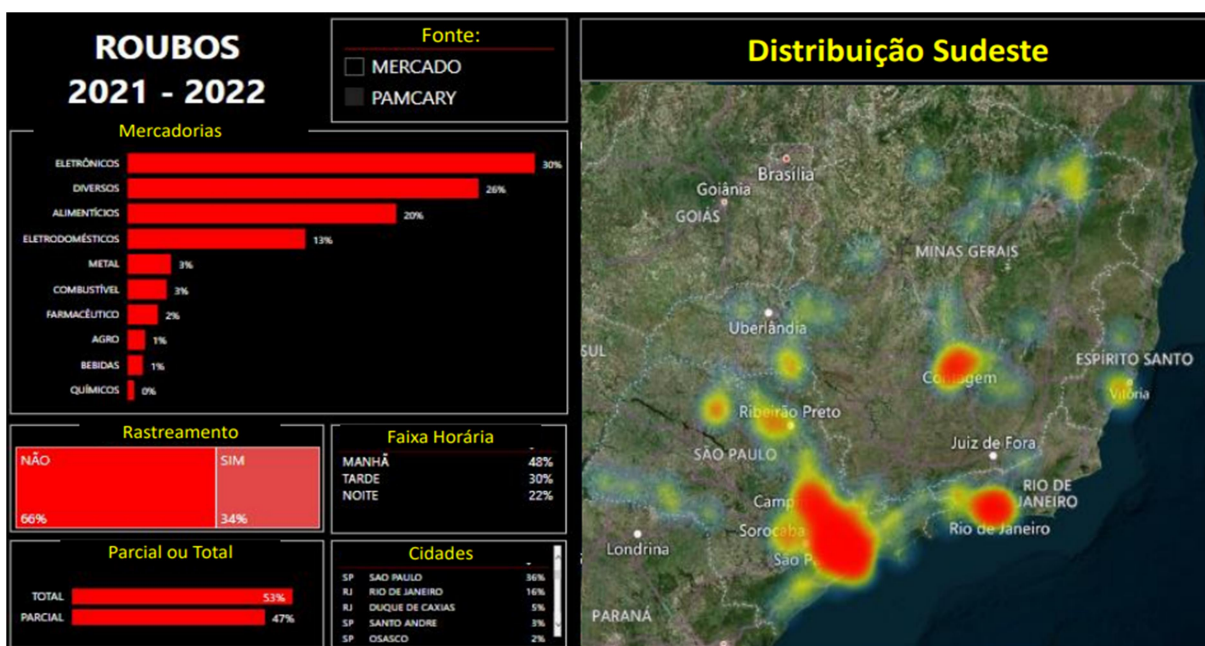 ROUBOS
2021 - 2022
Fonte:
MERCADO
PAMCARY
Mercadorias
ELETRÔNICOS 30%
DIVERSOS 26%
ALIMENTÍCIOS 20%
ELETRODOMÉSTICOS 13%
METAL 3%
COMBUSTÍVEL 3%
FARMACÊUTICO 2%
AGRO 1%
BEBIDAS 1%
QUÍMICOS 0%
Rastreamento
NÃO SIM
66% 34%
Faixa Horária
MANHÃ 48%
TARDE 30%
NOITE 22%
Parcial ou Total
TOTAL 53%
PARCIAL 47%
Cidades
SP SAO PAULO 36%
RJ RIO DE JANEIRO 16%
RJ DUQUE DE CAXIAS 5%
SP SANTO ANDRE 3%
SP OSASCO 2%
Distribuição Sudeste
Brasília
Goiânia
GOIÁS
MINAS GERAIS
Uberlândia
SUL
ESPÍRITO SANTO
Contagem
Vitória
Ribeirão Preto
Juiz de Fora
SÃO PAULO
RIO DE
JANEIRO
Camp
Sorocaba
Rio de Janeiro
Londrina
São P
PARANÁ